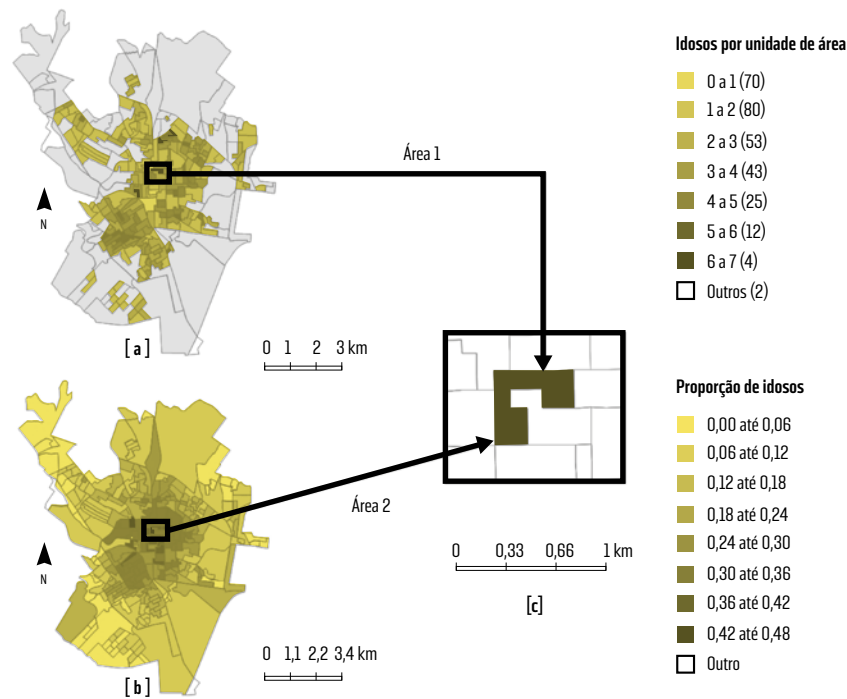 Idosos por unidade de área
0 a 1 (70)
1 a 2 (80)
2 a 3 (53)
3 a 4 (43)
4 a 5 (25)
5 a 6 (12)
6 a 7 (4)
Outros (2)
Área 1
N
[a]
0 1 2 3 km
Proporção de idosos
0,00 até 0,06
0,06 até 0,12
0,12 até 0,18
0,18 até 0,24
0,24 até 0,30
0,30 até 0,36
0,36 até 0,42
0,42 até 0,48
Outro
Área 2
N
[b]
0 1,1 2,2 3,4 km
0 0,33 0,66 1 km
[c]